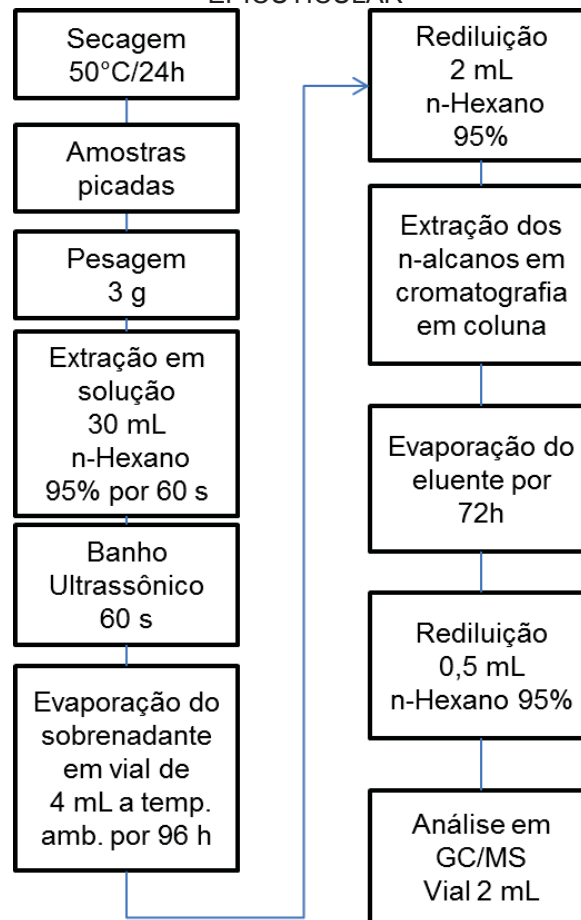 EPICUTICULAR
Secagem
50°C/24h
Amostras
picadas
Pesagem
3 g
Extração em
solução
30 mL
n-Hexano
95% por 60 s
Banho
Ultrassônico
60 s
Evaporação do
sobrenadante
em vial de
4 mL a temp.
amb. por 96 h
Rediluição
2 mL
n-Hexano
95%
Extração dos
n-alcanos em
cromatografia
em coluna
Evaporação do
eluente por
72h
Rediluição
0,5 mL
n-Hexano 95%
Análise em
GC/MS
Vial 2 mL